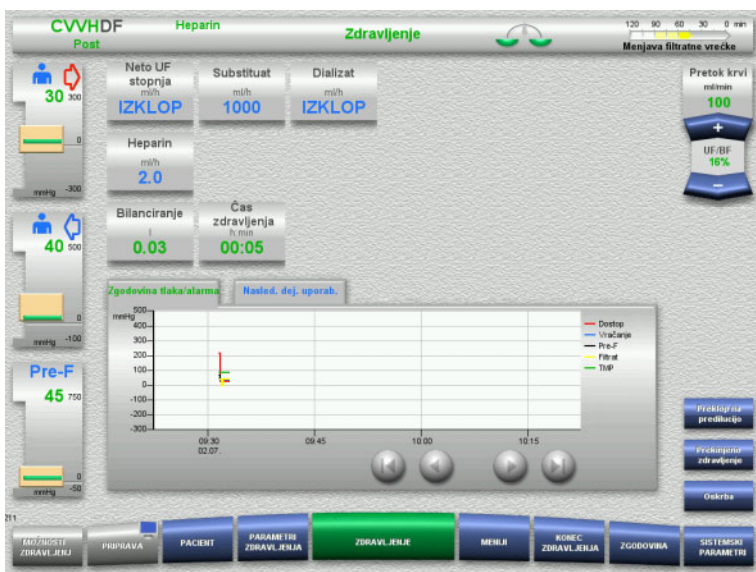 CVVHDF
Post
Heparin
Zdravljenje
120 90 60 30 0 min
Menjava filtratne vrečke
30
300
0
-300
mmHg
Neto UF
stopnja
ml/h
IZKLOP
Substituat
ml/h
1000
Dializat
ml/h
IZKLOP
Pretok krvi
ml/min
100
+
UF/BF
16%
−
Heparin
ml/h
2.0
40
500
0
-100
mmHg
Bilanciranje
l
0.03
Čas
zdravljenja
h:min
00:05
Pre-F
45
750
0
-50
mmHg
Zgodovina tlaka/alarma
Nasled. dej. uporab.
mmHg
500
400
300
200
100
0
-100
-200
-300
09:30
02.07.
09:45
10:00
10:15
Dostop
Vračanje
Pre-F
Filtrat
TMP
Preklop na
predilucijo
Prekinjeno
zdravljenje
Oskrba
211
MOŽNOSTI
ZDRAVLJENJ
PRIPRAVA
PACIENT
PARAMETRI
ZDRAVLJENJA
ZDRAVLJENJE
MENIJI
KONEC
ZDRAVLJENJA
ZGODOVINA
SISTEMSKI
PARAMETRI